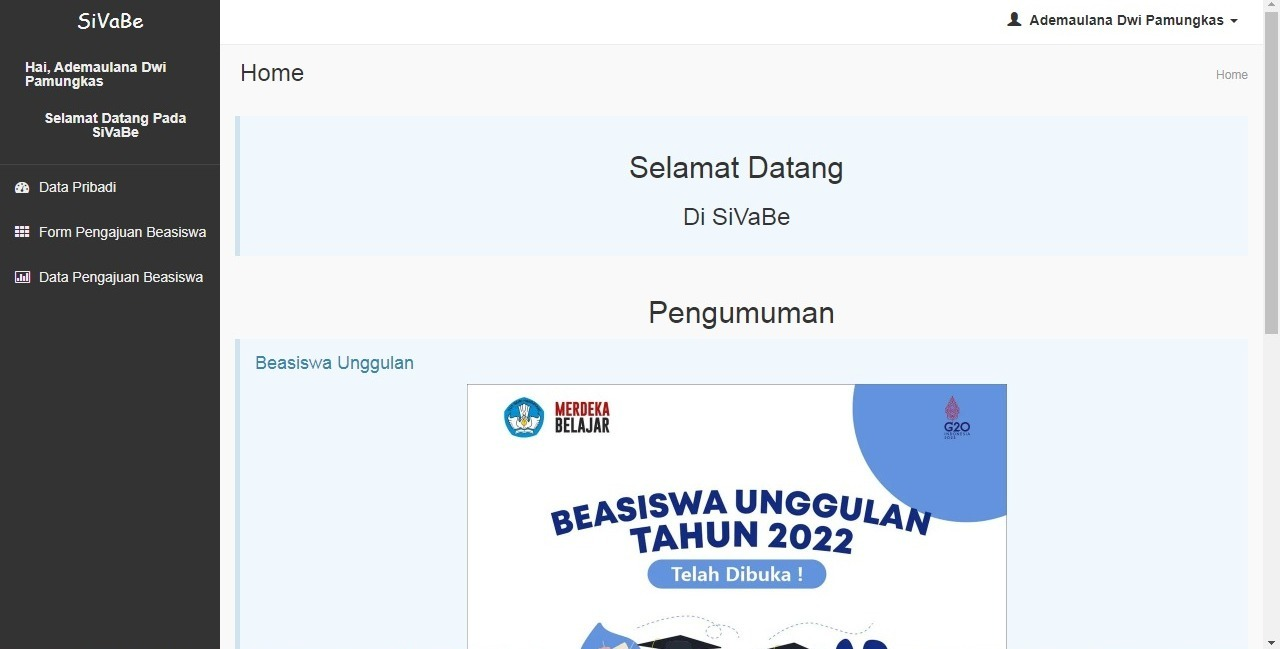 SiVaBe
Ademaulana Dwi Pamungkas
Hai, Ademaulana Dwi
Pamungkas
Selamat Datang Pada
SiVaBe
Data Pribadi
Form Pengajuan Beasiswa
Data Pengajuan Beasiswa
Home
Home
Selamat Datang
Di SiVaBe
Pengumuman
Beasiswa Unggulan
MERDEKA
BELAJAR
G20
INDONESIA
2022
BEASISWA UNGGULAN
TAHUN 2022
Telah Dibuka !